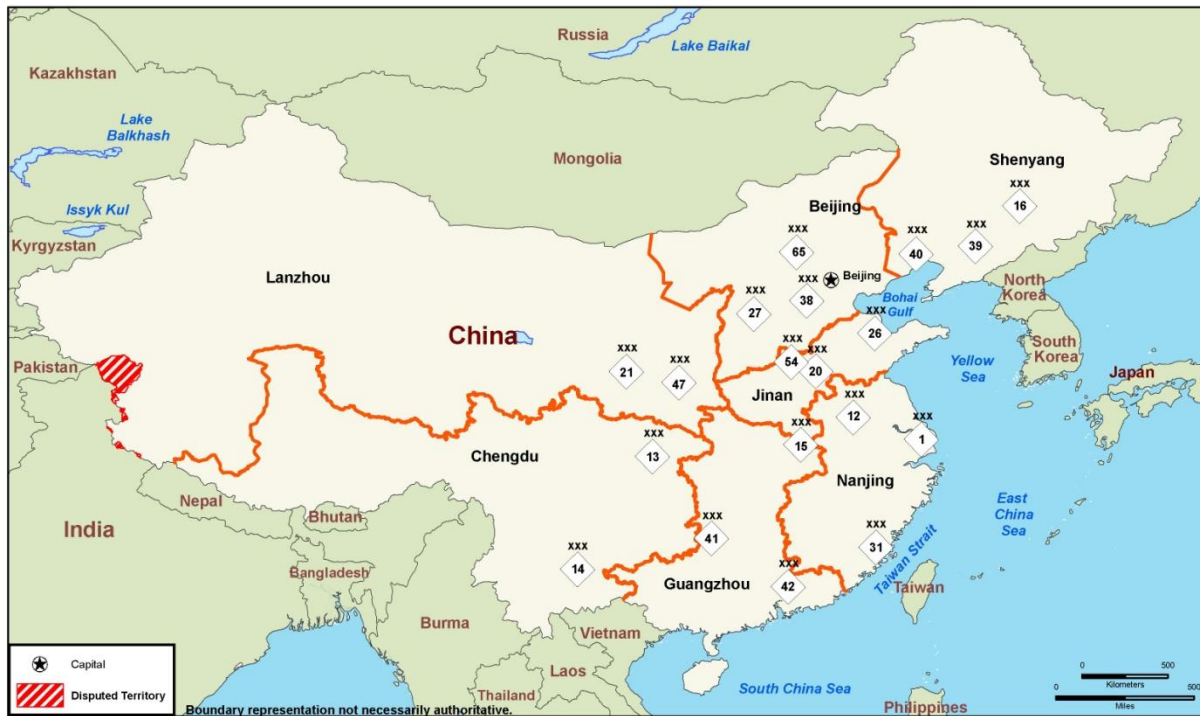 Russia
Lake Baikal
Kazakhstan
Lake
Balkhash
Mongolia
Shenyang
xxx
16
Issyk Kul
Beijing
xxx
65
xxx
40
xxx
39
Kyrgyzstan
Lanzhou
Beijing
xxx
38
xxx
27
Bohai
Gulf
North
Korea
xxx
26
China
South
Korea
Pakistan
xxx
21
xxx
47
xxx
54
xxx
20
Yellow
Sea
Japan
Jinan
xxx
12
xxx
1
xxx
15
Chengdu
xxx
13
Nanjing
Nepal
Bhutan
India
East
China
Sea
xxx
41
xxx
31
Taiwan Strait
xxx
14
Bangladesh
Guangzhou
xxx
42
Taiwan
Burma
Vietnam
Laos
Thailand
South China Sea
Philippines
Capital
Disputed Territory
Boundary representation not necessarily authoritative.
0 500
Kilometers
0 500
Miles